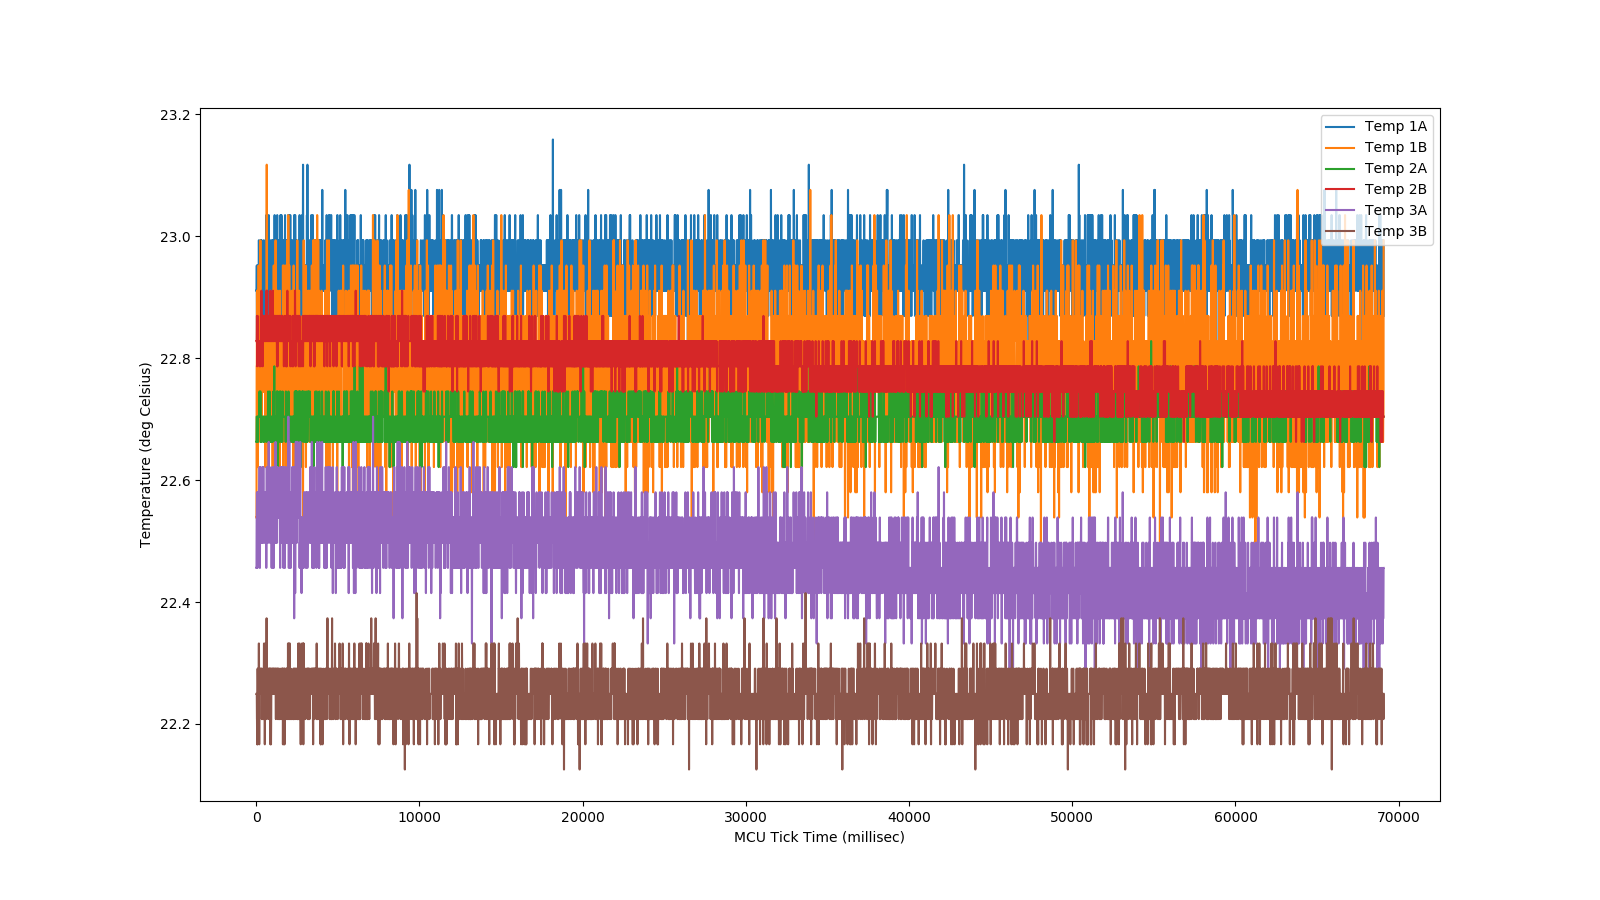 23.2
23.0
22.8
22.6
22.4
22.2
Temperature (deg Celsius)
0
10000
20000
30000
40000
50000
60000
70000
MCU Tick Time (millisec)
Temp 1A
Temp 1B
Temp 2A
Temp 2B
Temp 3A
Temp 3B